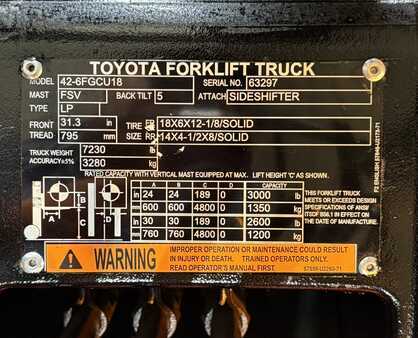 TOYOTA FORKLIFT TRUCK
MODEL 42-6FGCU18 SERIAL NO. 63297
MAST FSV BACK TILT 5 ATTACH SIDESHIFTER
TYPE LP
FRONT TREAD 31.3 in 795 mm
TIRE SIZE FR 18X6X12-1/8/SOLID
RR 14X4-1/2X8/SOLID
TRUCK WEIGHT ACCURACY±5% 7230 lb
3280 kg
RATED CAPACITY WITH VERTICAL MAST EQUIPPED AT MAX. LIFT HEIGHT 'C' AS SHOWN.
A B C D CAPACITY
in 24 24 189 0 3000 lb
mm 600 600 4800 0 1350 kg
in 30 30 189 0 2600 lb
mm 760 760 4800 0 1200 kg
A B C D
THIS FORKLIFT TRUCK
MEETS OR EXCEEDS
DESIGN
SPECIFICATIONS OF ANSI/
ITSDF B56.1 IN EFFECT ON
DATE OF MANUFACTURE.
WARNING
IMPROPER OPERATION OR MAINTENANCE COULD RESULT
IN INJURY OR DEATH. TRAINED OPERATORS ONLY.
READ OPERATOR'S MANUAL FIRST.